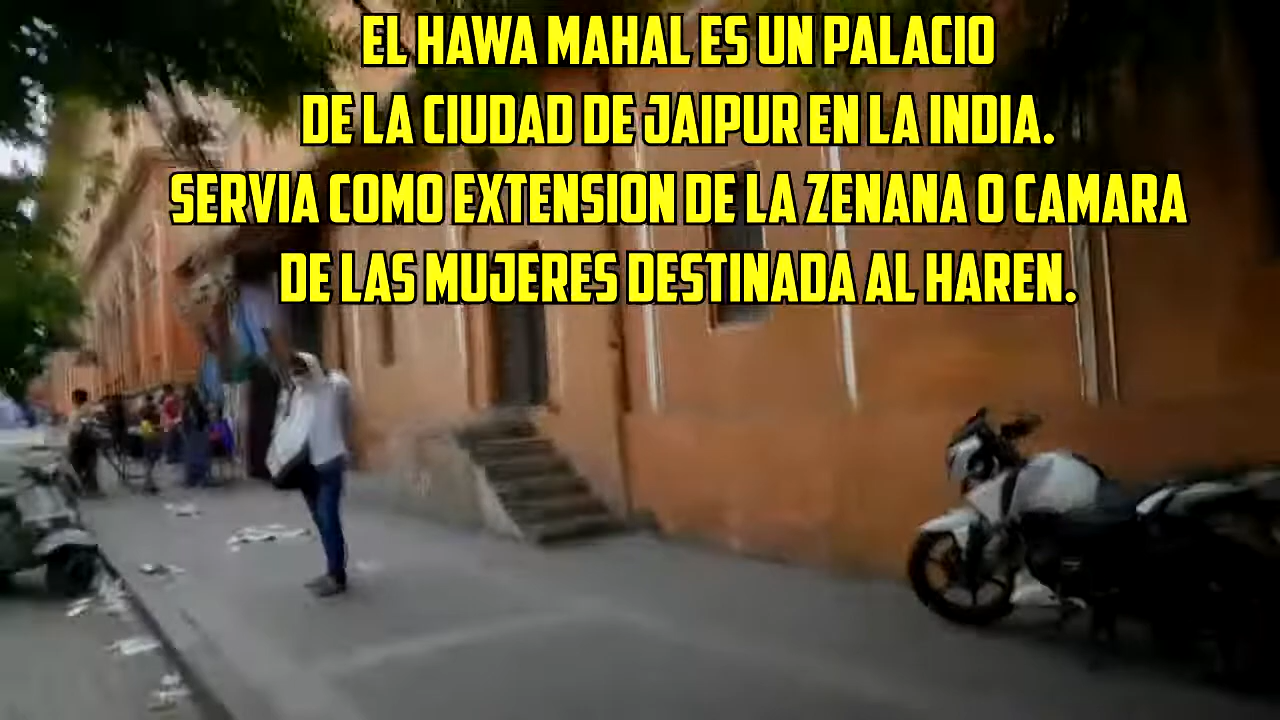 EL HAWA MAHAL ES UN PALACIO
DE LA CIUDAD DE JAIPUR EN LA INDIA.
SERVIA COMO EXTENSION DE LA ZENANA O CAMARA
DE LAS MUJERES DESTINADA AL HAREN.